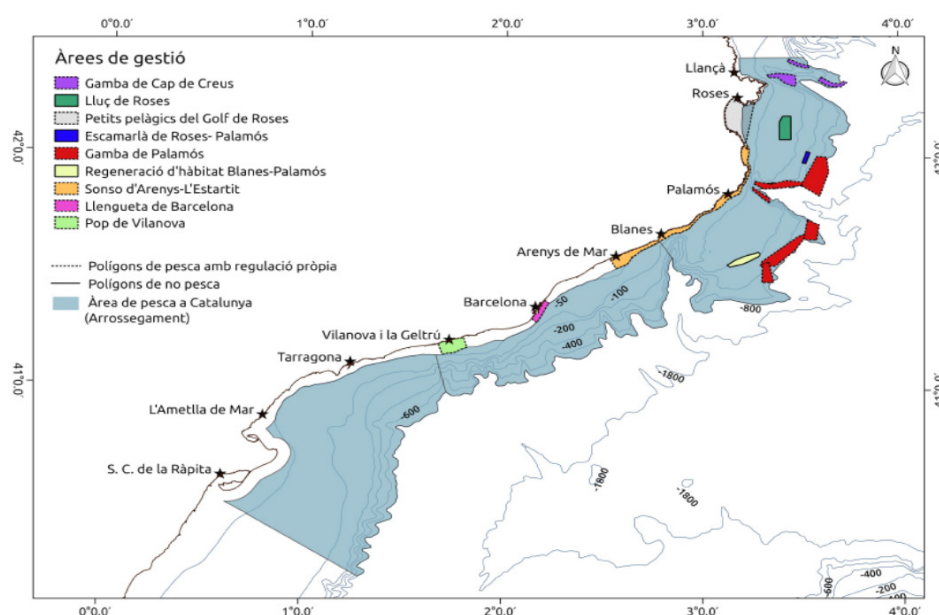 0°0.0′ 1°0.0′ 2°0.0′ 3°0.0′ 4°0.0′
Àrees de gestió
Gamba de Cap de Creus
Lluç de Roses
Petits pelàgics del Golf de Roses
Escamarlà de Roses- Palamós
Gamba de Palamós
Regeneració d'hàbitat Blanes-Palamós
Sonso d'Arenys-L'Estartit
Llengueta de Barcelona
Pop de Vilanova
Polígons de pesca amb regulació pròpia
Polígons de no pesca
Àrea de pesca a Catalunya
(Arrossegament)
N
Llançà
Roses
42°0.0′
Palamós
Blanes
Arenys de Mar
Barcelona
-50
-100
-200
-400
-800
Vilanova i la Geltrú
Tarragona
41°0.0′
41°0.0′
-1800
-600
L'Ametlla de Mar
S. C. de la Ràpita
-1800
-1800
-400
-200
0°0.0′ 1°0.0′ 2°0.0′ 3°0.0′ 4°0.0′